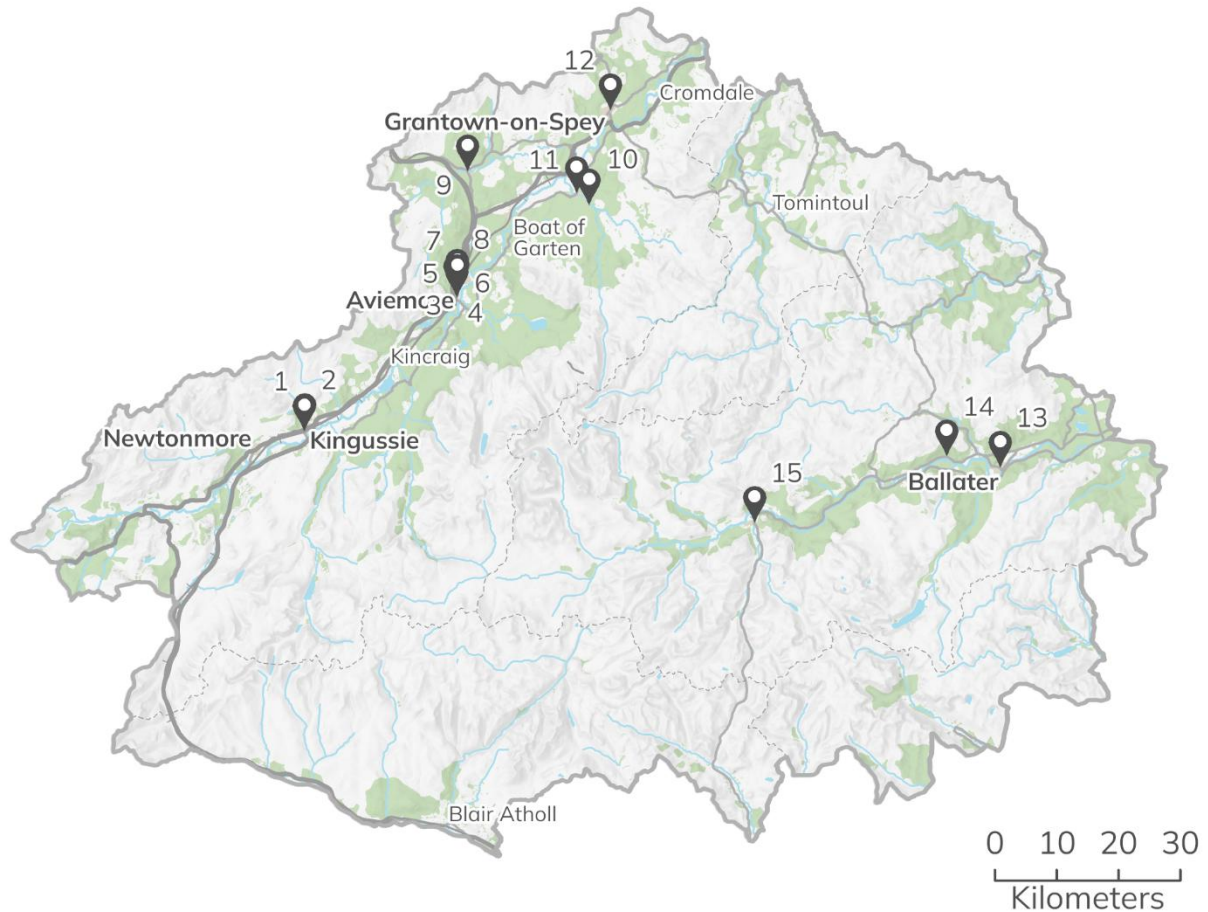 12
Cromdale
Grantown-on-Spey
11
10
9
Tomintoul
Boat of
Garten
7
8
5
6
Aviemore
3
4
Kincraig
1
2
Newtonmore
Kingussie
14
13
Ballater
15
Blair Atholl
0 10 20 30
Kilometers